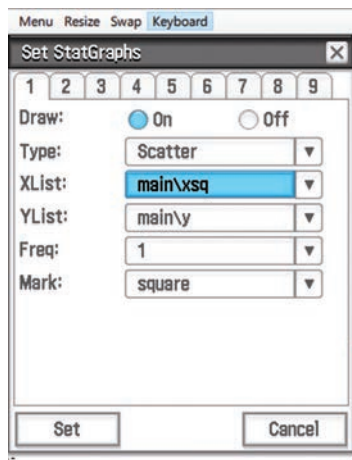 Menu Resize Swap Keyboard
Set StatGraphs
1 2 3 4 5 6 7 8 9
Draw: On Off
Type: Scatter
XList: main\xsq
YList: main\y
Freq: 1
Mark: square
Set Cancel